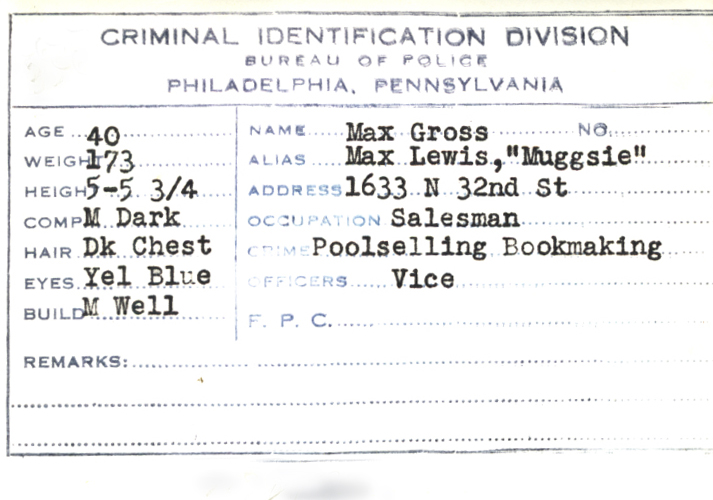 CRIMINAL IDENTIFICATION DIVISION
BUREAU OF POLICE
PHILADELPHIA, PENNSYLVANIA
AGE 40
WEIGHT 173
HEIGH 5-5 3/4
COMP M Dark
HAIR Dk Chest
EYES Yel Blue
BUILD M Well
NAME Max Gross NO.
ALIAS Max Lewis,"Muggsie"
ADDRESS 1633 N 32nd St
OCCUPATION Salesman
CRIME Poolselling Bookmaking
OFFICERS Vice
F. P. C.
REMARKS: